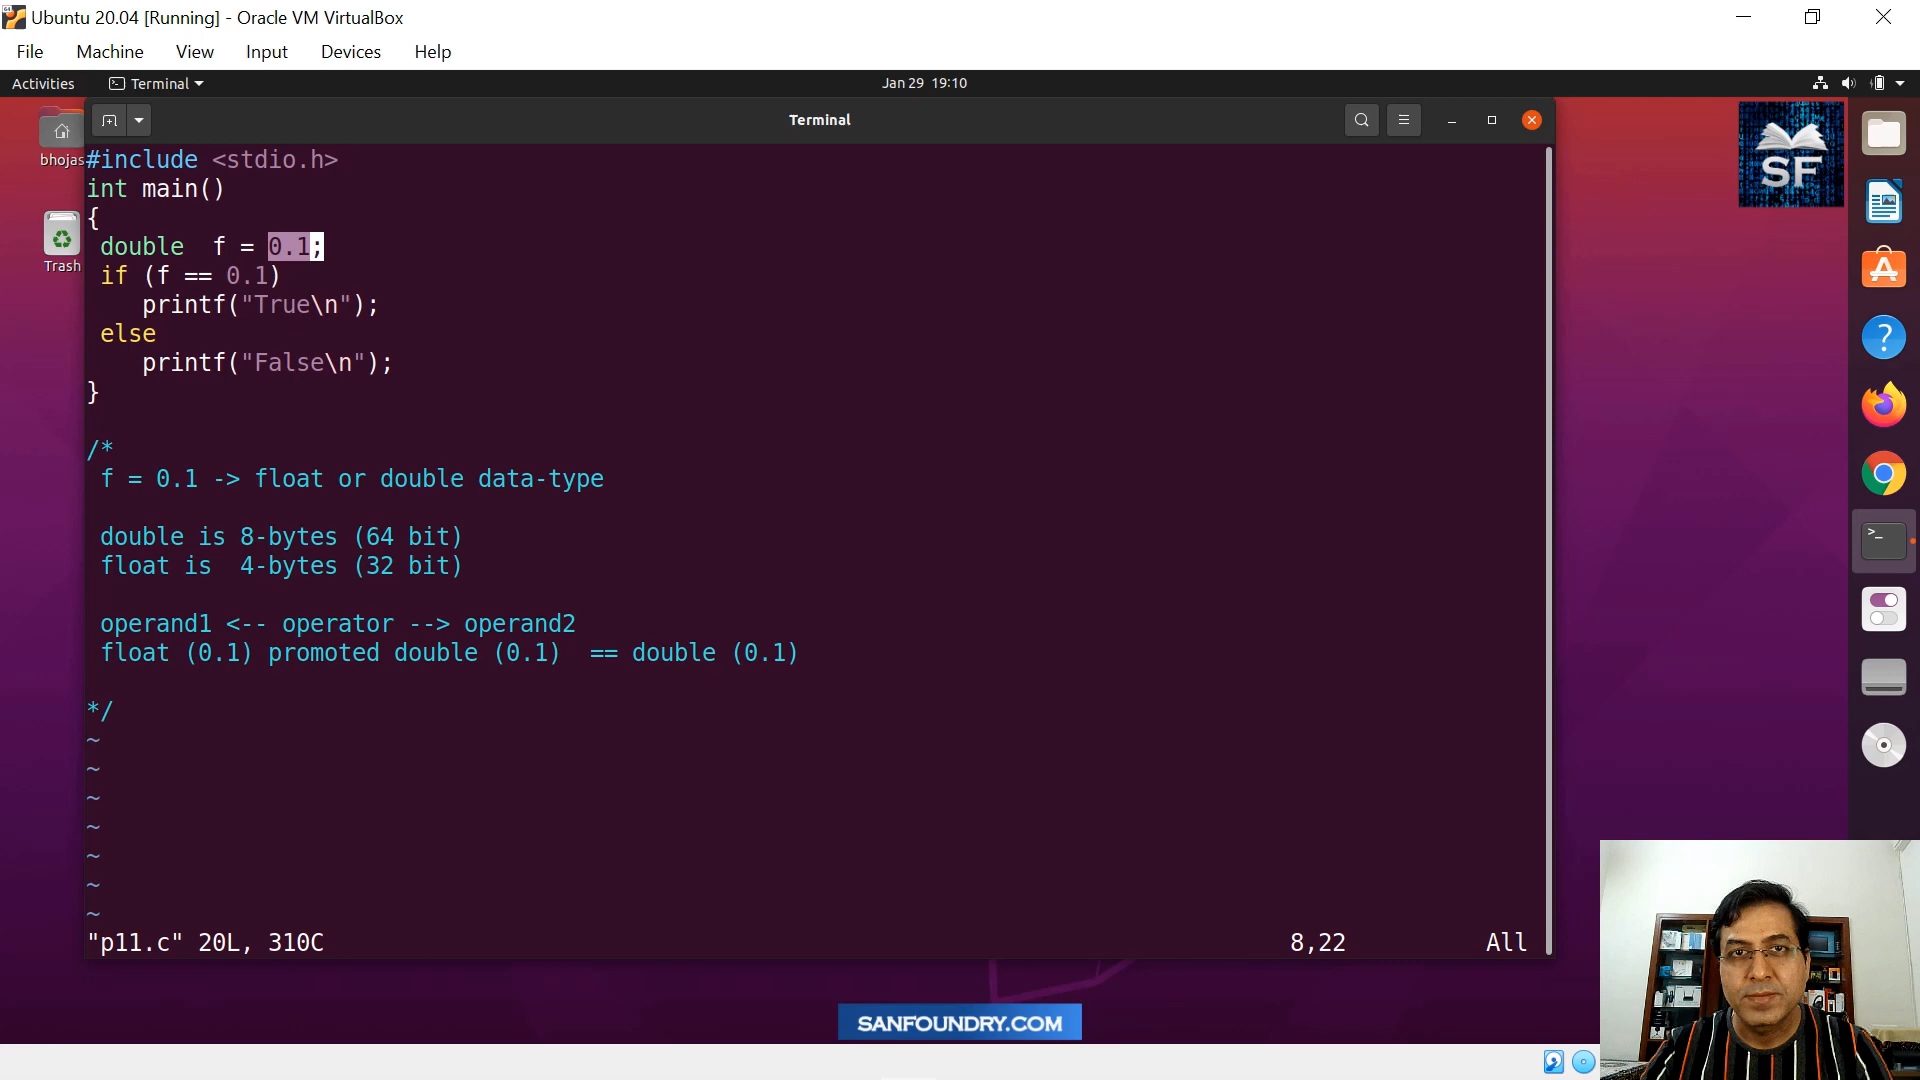 Ubuntu 20.04 [Running] - Oracle VM VirtualBox
File Machine View Input Devices Help
Activities Terminal Jan 29 19:10
Terminal
bhojas
Trash
SF
#include <stdio.h>
int main()
{
double f = 0.1;
if (f == 0.1)
printf("True\n");
else
printf("False\n");
}
/*
f = 0.1 -> float or double data-type
double is 8-bytes (64 bit)
float is 4-bytes (32 bit)
operand1 <-- operator --> operand2
float (0.1) promoted double (0.1) == double (0.1)
*/
~
~
~
~
~
~
~
"p11.c" 20L, 310C 8,22 All
SANFOUNDRY.COM